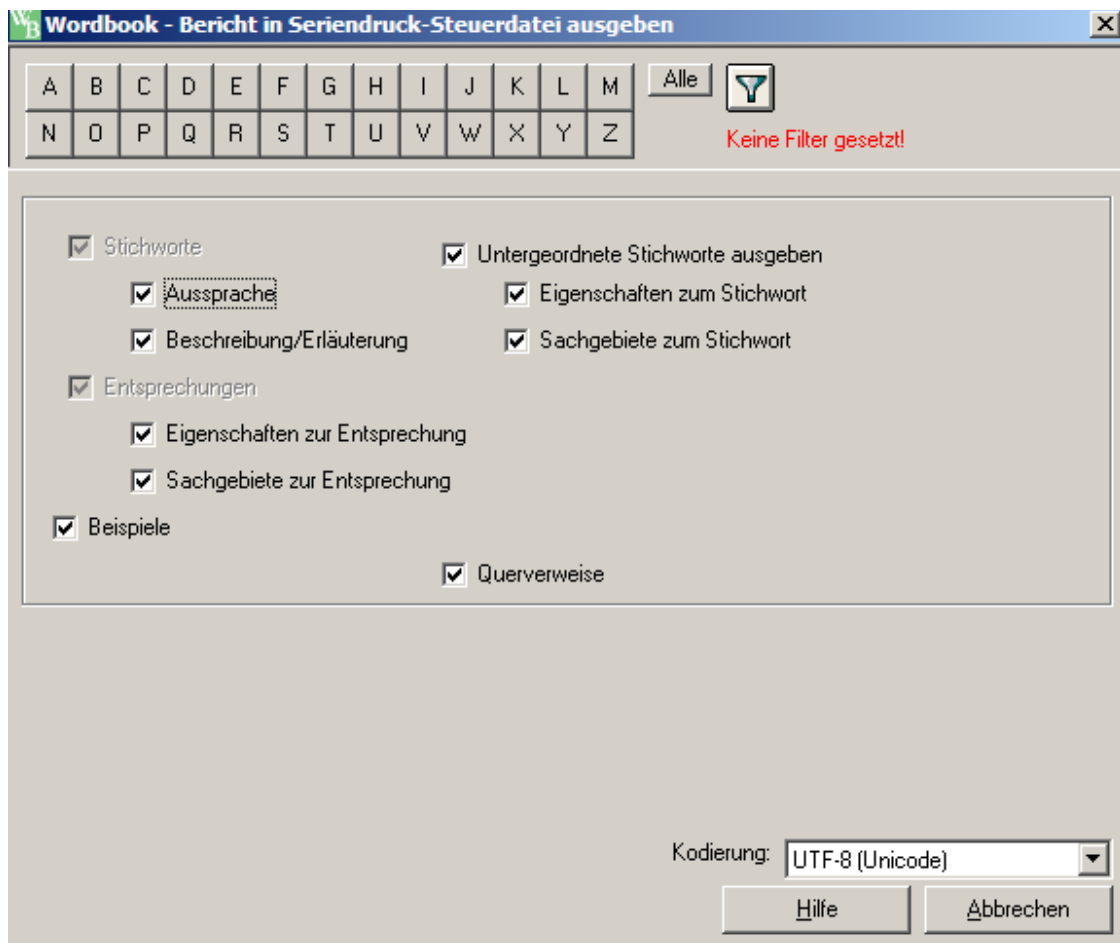 WB Wordbook - Bericht in Seriendruck-Steuerdatei ausgeben
A B C D E F G H I J K L M Alle
N O P Q R S T U V W X Y Z
Keine Filter gesetzt!
Stichworte
Untergeordnete Stichworte ausgeben
Aussprache
Eigenschaften zum Stichwort
Beschreibung/Erläuterung
Sachgebiete zum Stichwort
Entsprechungen
Eigenschaften zur Entsprechung
Sachgebiete zur Entsprechung
Beispiele
Querverweise
Kodierung: UTF-8 (Unicode)
Hilfe Abbrechen